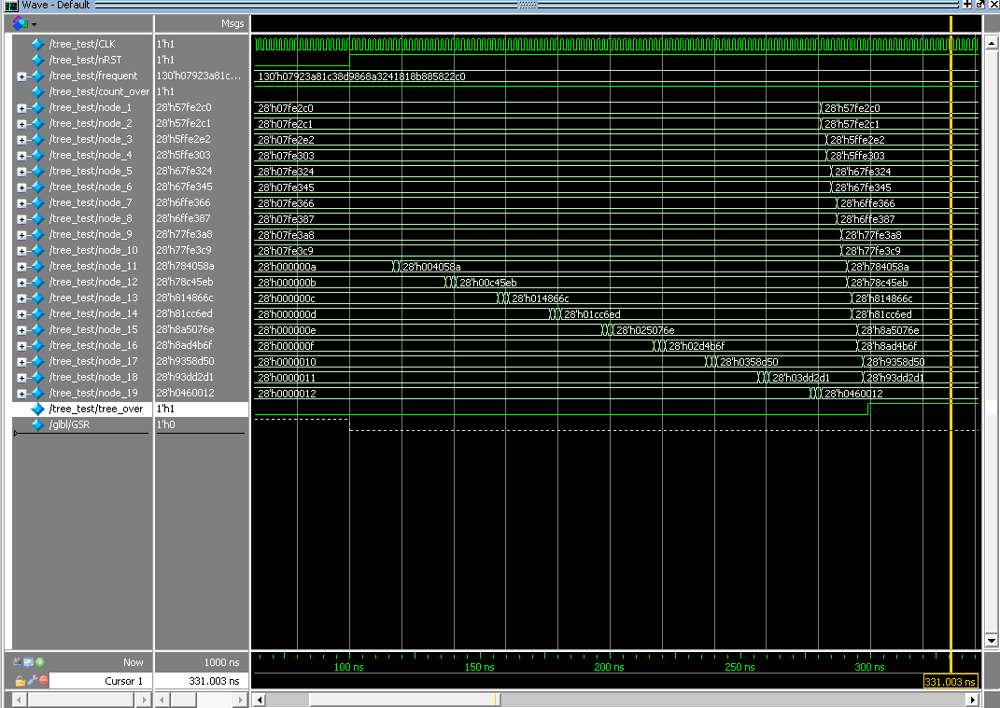 Wave - Default
Msgs
/tree_test/CLK 1'h1
/tree_test/nRST 1'h1
/tree_test/frequent 130'h07923a81c... 130'h07923a81c38d9868a3241818b885822c0
/tree_test/count_over 1'h1
/tree_test/node_1 28'h57fe2c0 28'h07fe2c0 28'h57fe2c0
/tree_test/node_2 28'h57fe2c1 28'h07fe2c1 28'h57fe2c1
/tree_test/node_3 28'h5ffe2e2 28'h07fe2e2 28'h5ffe2e2
/tree_test/node_4 28'h5ffe303 28'h07fe303 28'h5ffe303
/tree_test/node_5 28'h67fe324 28'h07fe324 28'h67fe324
/tree_test/node_6 28'h67fe345 28'h07fe345 28'h67fe345
/tree_test/node_7 28'h6ffe366 28'h07fe366 28'h6ffe366
/tree_test/node_8 28'h6ffe387 28'h07fe387 28'h6ffe387
/tree_test/node_9 28'h77fe3a8 28'h07fe3a8 28'h77fe3a8
/tree_test/node_10 28'h77fe3c9 28'h07fe3c9 28'h77fe3c9
/tree_test/node_11 28'h784058a 28'h000000a 28'h004058a 28'h784058a
/tree_test/node_12 28'h78c45eb 28'h000000b 28'h00c45eb 28'h78c45eb
/tree_test/node_13 28'h814866c 28'h000000c 28'h014866c 28'h814866c
/tree_test/node_14 28'h81cc6ed 28'h000000d 28'h01cc6ed 28'h81cc6ed
/tree_test/node_15 28'h8a5076e 28'h000000e 28'h025076e 28'h8a5076e
/tree_test/node_16 28'h8ad4b6f 28'h000000f 28'h02d4b6f 28'h8ad4b6f
/tree_test/node_17 28'h9358d50 28'h0000010 28'h0358d50 28'h9358d50
/tree_test/node_18 28'h93dd2d1 28'h0000011 28'h03dd2d1 28'h93dd2d1
/tree_test/node_19 28'h0460012 28'h0000012 28'h0460012
/tree_test/tree_over 1'h1
/glbl/GSR 1'h0
Now 1000 ns 100 ns 150 ns 200 ns 250 ns 300 ns
Cursor 1 331.003 ns 331.003 ns